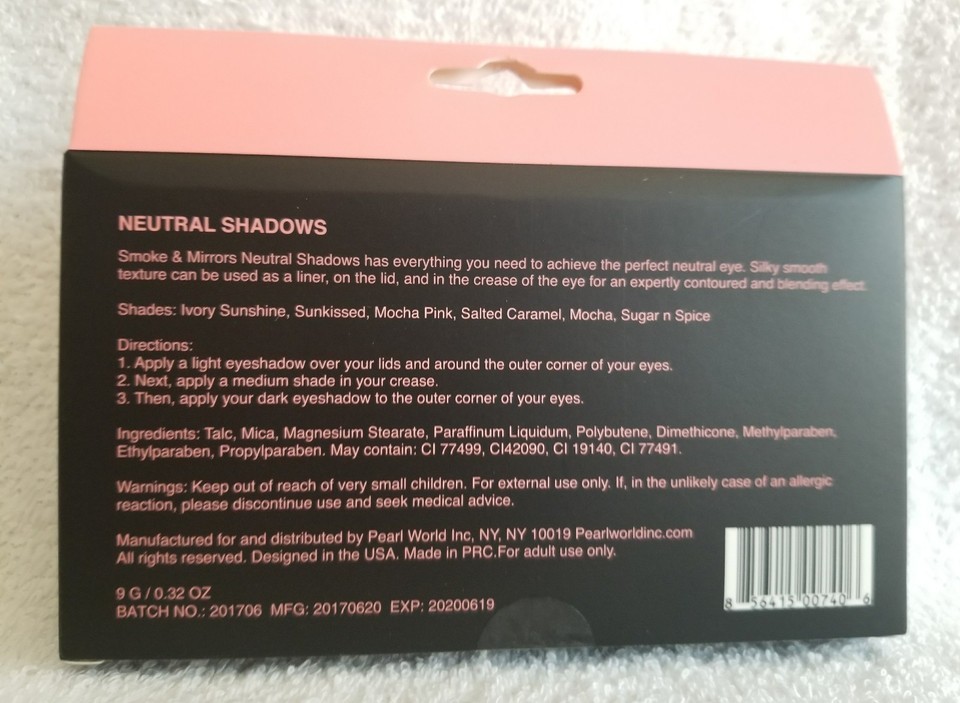 NEUTRAL SHADOWS
Smoke & Mirrors Neutral Shadows has everything you need to achieve the perfect neutral eye. Silky smooth
texture can be used as a liner, on the lid, and in the crease of the eye for an expertly contoured and blending effect.
Shades: Ivory Sunshine, Sunkissed, Mocha Pink, Salted Caramel, Mocha, Sugar n Spice
Directions:
1. Apply a light eyeshadow over your lids and around the outer corner of your eyes.
2. Next, apply a medium shade in your crease.
3. Then, apply your dark eyeshadow to the outer corner of your eyes.
Ingredients: Talc, Mica, Magnesium Stearate, Paraffinum Liquidum, Polybutene, Dimethicone, Methylparaben,
Ethylparaben, Propylparaben. May contain: CI 77499, CI42090, CI 19140, CI 77491.
Warnings: Keep out of reach of very small children. For external use only. If, in the unlikely case of an allergic
reaction, please discontinue use and seek medical advice.
Manufactured for and distributed by Pearl World Inc, NY, NY 10019 Pearlworldinc.com
All rights reserved. Designed in the USA. Made in PRC.For adult use only.
9 G / 0.32 OZ
BATCH NO.: 201706 MFG: 20170620 EXP: 20200619
8 56415 00740 6